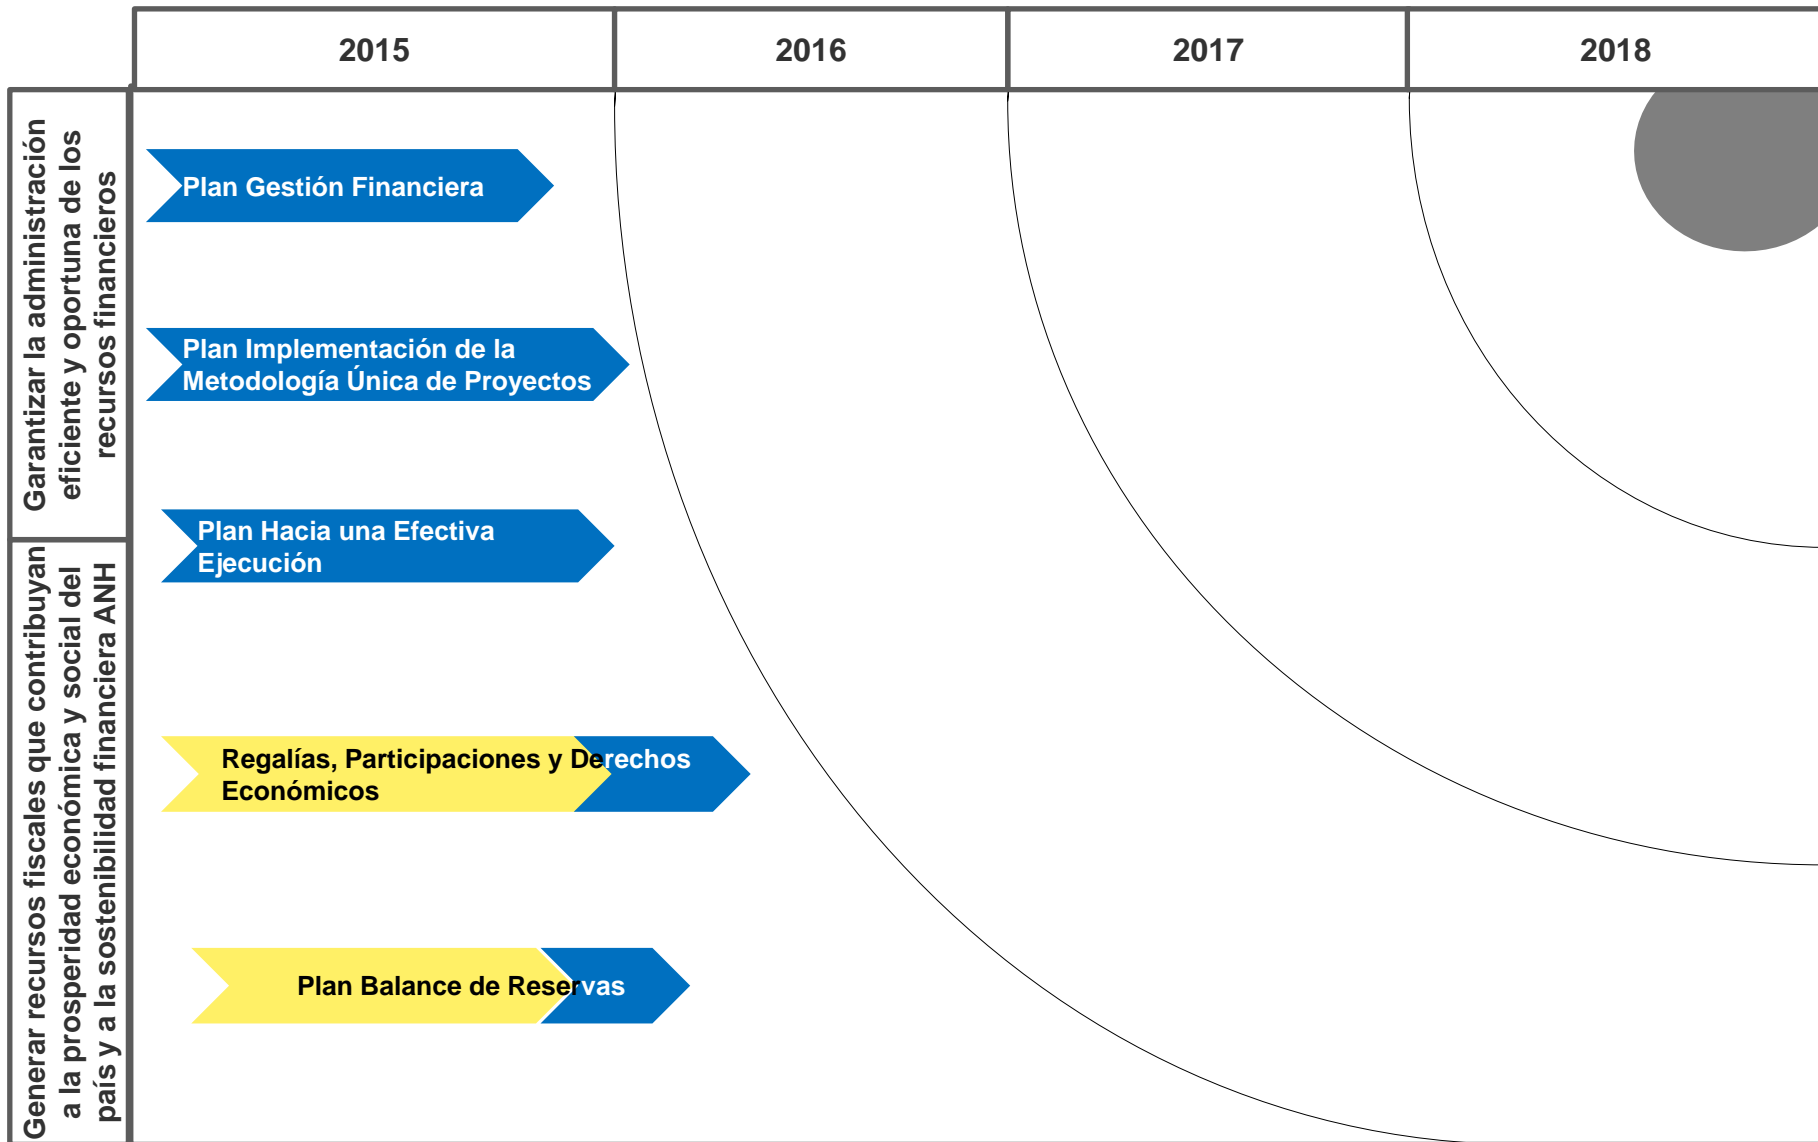 2015
2016
2017
2018
Garantizar la administración
eficiente y oportuna de los
recursos financieros
Plan Gestión Financiera
Plan Implementación de la
Metodología Única de Proyectos
Plan Hacia una Efectiva
Ejecución
Generar recursos fiscales que contribuyan
a la prosperidad económica y social del
país y a la sostenibilidad financiera ANH
Regalías, Participaciones y Derechos
Económicos
Plan Balance de Reservas